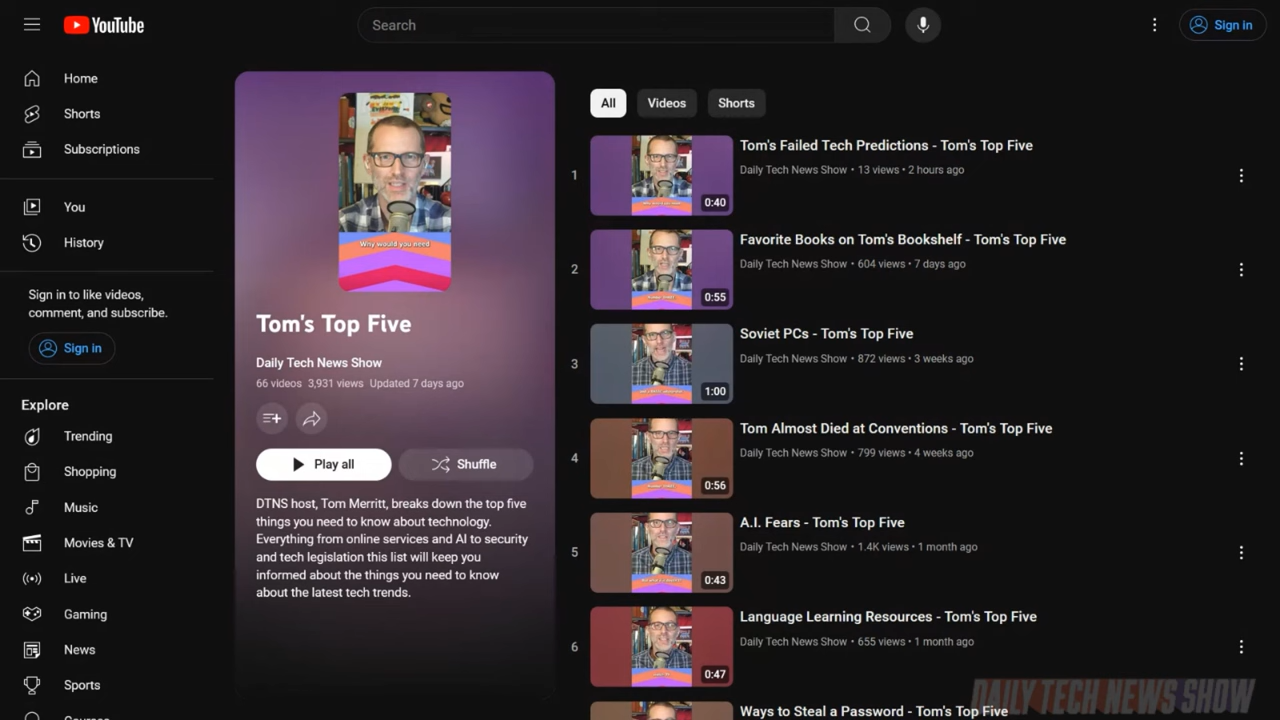 YouTube
Search
Sign in
Home
Shorts
Subscriptions
You
History
Sign in to like videos,
comment, and subscribe.
Sign in
Explore
Trending
Shopping
Music
Movies & TV
Live
Gaming
News
Sports
Why would you need
Tom's Top Five
Daily Tech News Show
66 videos 3,931 views Updated 7 days ago
Play all
Shuffle
DTNS host, Tom Merritt, breaks down the top five
things you need to know about technology.
Everything from online services and AI to security
and tech legislation this list will keep you
informed about the things you need to know
about the latest tech trends.
All Videos Shorts
1
0:40
Tom's Failed Tech Predictions - Tom's Top Five
Daily Tech News Show • 13 views • 2 hours ago
2
0:55
Favorite Books on Tom's Bookshelf - Tom's Top Five
Daily Tech News Show • 604 views • 7 days ago
3
1:00
Soviet PCs - Tom's Top Five
Daily Tech News Show • 872 views • 3 weeks ago
4
0:56
Tom Almost Died at Conventions - Tom's Top Five
Daily Tech News Show • 799 views • 4 weeks ago
5
0:43
A.I. Fears - Tom's Top Five
Daily Tech News Show • 1.4K views • 1 month ago
6
0:47
Language Learning Resources - Tom's Top Five
Daily Tech News Show • 655 views • 1 month ago
Ways to Steal a Password - Tom's Top Five
DAILY TECH NEWS SHOW